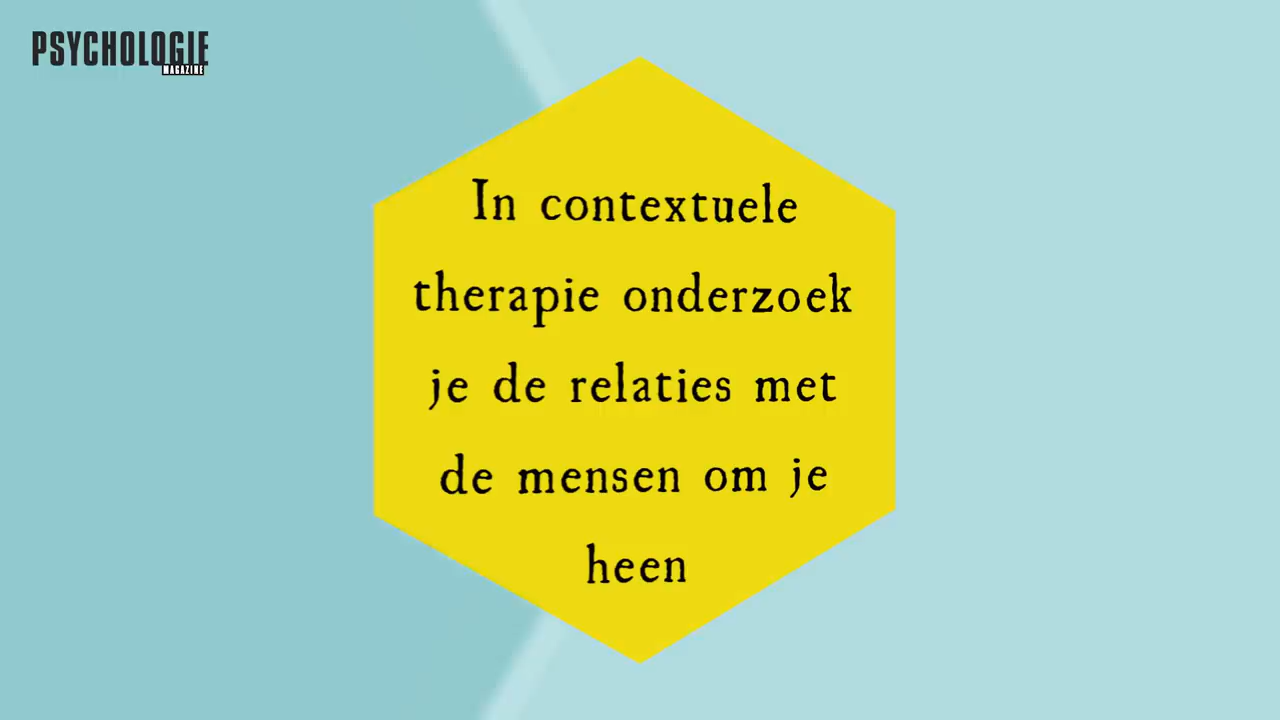 PSYCHOLOGIE
MAGAZINE
In contextuele
therapie onderzoek
je de relaties met
de mensen om je
heen